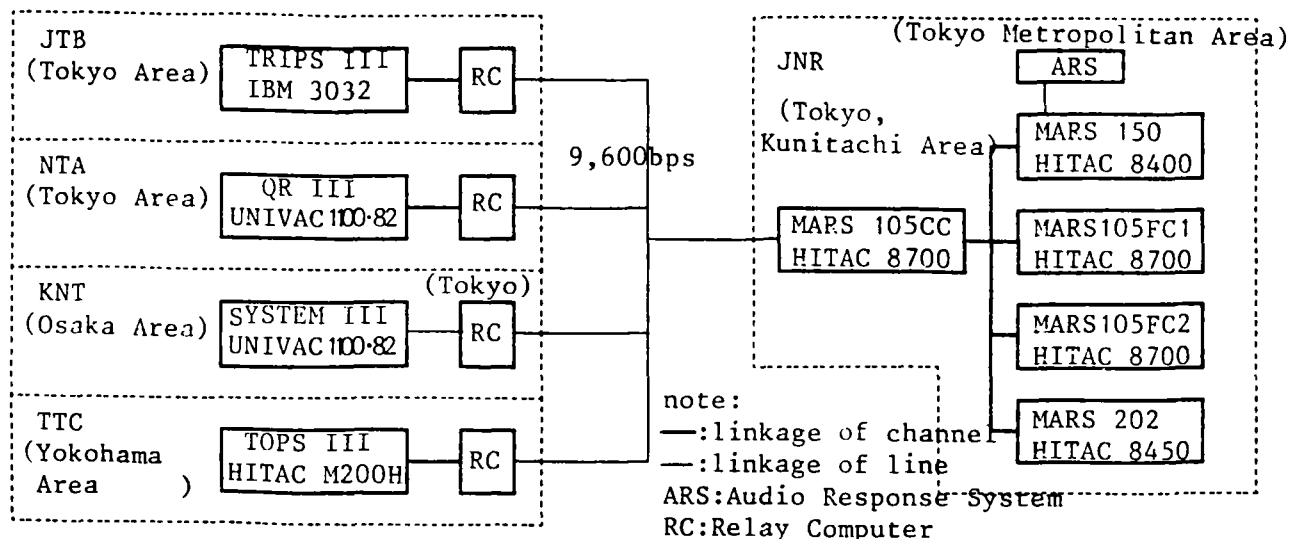 JTB
(Tokyo Area)
TRIPS III
IBM 3032
RC
NTA
(Tokyo Area)
QR III
UNIVAC 1100·82
RC
KNT
(Osaka Area)
SYSTEM III
UNIVAC 1100·82
(Tokyo)
RC
TTC
(Yokohama
Area )
TOPS III
HITAC M200H
RC
9,600bps
(Tokyo Metropolitan Area)
JNR
(Tokyo,
Kunitachi Area)
ARS
MARS 150
HITAC 8400
MARS 105CC
HITAC 8700
MARS105FC1
HITAC 8700
MARS105FC2
HITAC 8700
MARS 202
HITAC 8450
note:
—:linkage of channel
—:linkage of line
ARS:Audio Response System
RC:Relay Computer